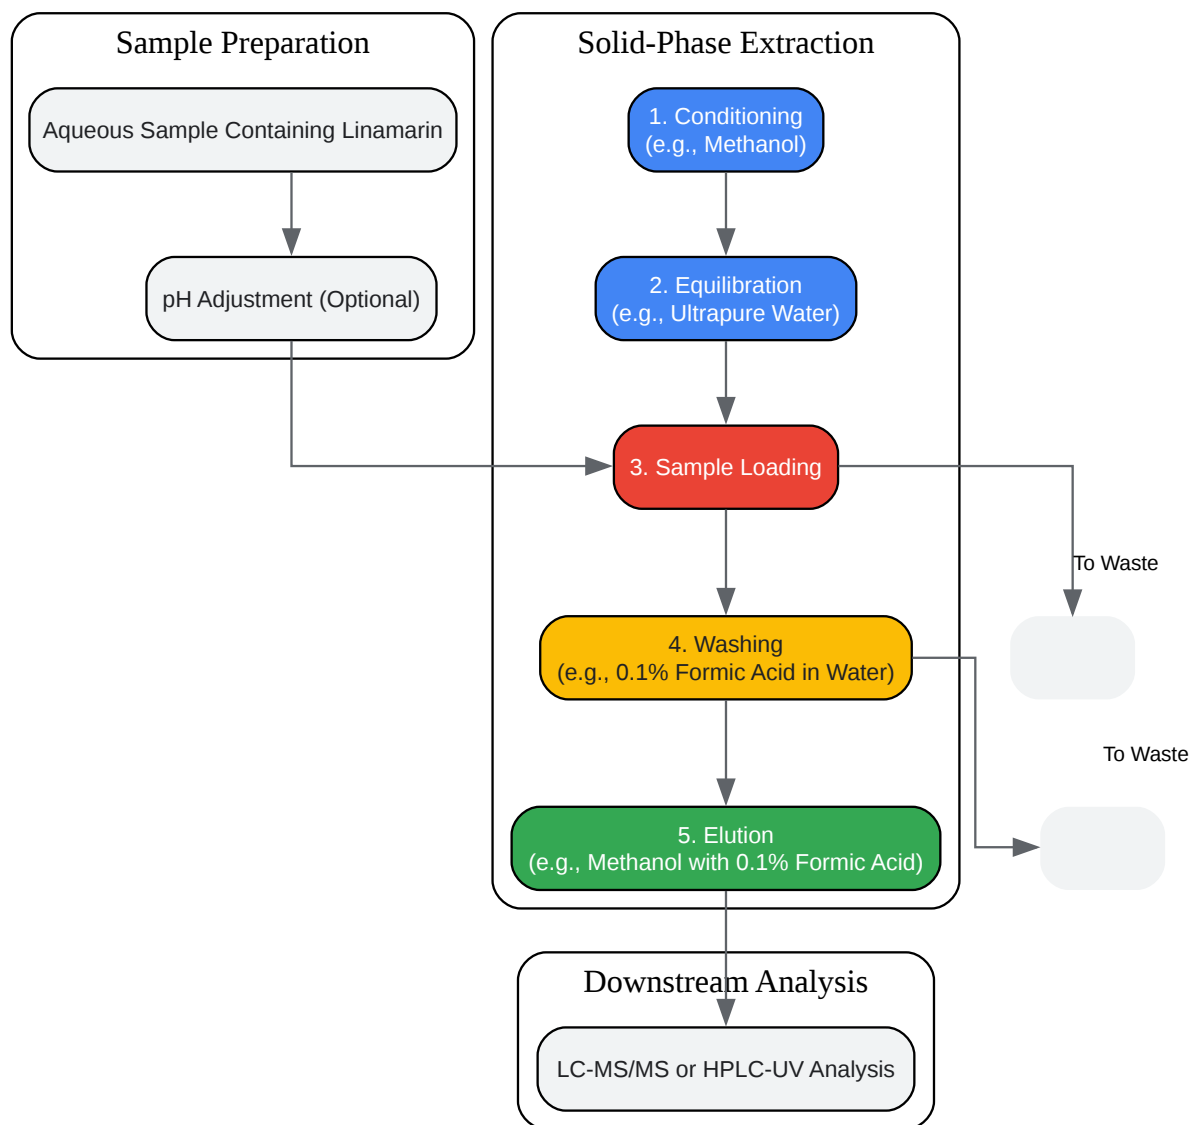 Sample Preparation
Aqueous Sample Containing Linamarin
pH Adjustment (Optional)
Solid-Phase Extraction
1. Conditioning
(e.g., Methanol)
2. Equilibration
(e.g., Ultrapure Water)
3. Sample Loading
To Waste
4. Washing
(e.g., 0.1% Formic Acid in Water)
To Waste
5. Elution
(e.g., Methanol with 0.1% Formic Acid)
Downstream Analysis
LC-MS/MS or HPLC-UV Analysis